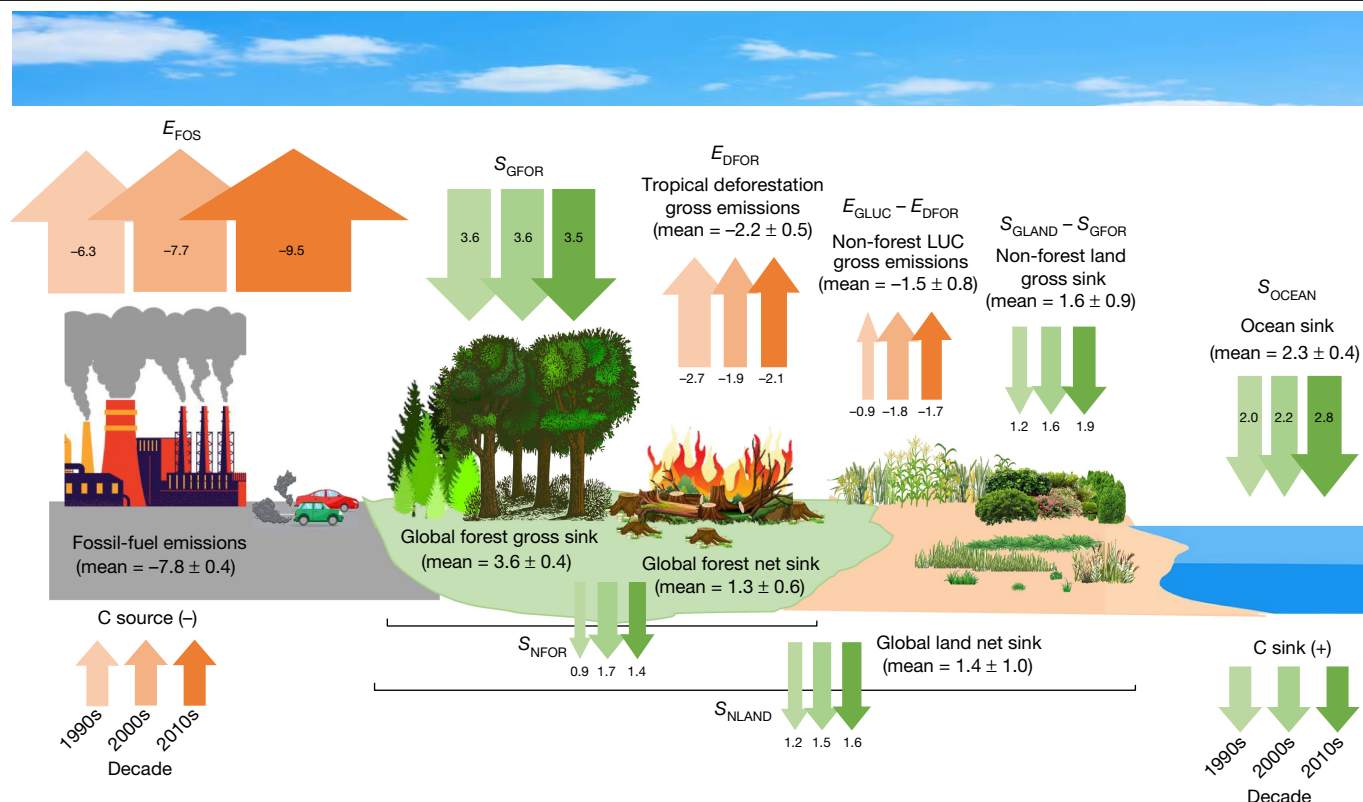 E_FOS
−6.3
−7.7
−9.5
Fossil-fuel emissions
(mean = −7.8 ± 0.4)
S_GFOR
3.6
3.6
3.5
Global forest gross sink
(mean = 3.6 ± 0.4)
E_DFOR
Tropical deforestation
gross emissions
(mean = −2.2 ± 0.5)
−2.7
−1.9
−2.1
Global forest net sink
(mean = 1.3 ± 0.6)
E_GLUC − E_DFOR
Non-forest LUC
gross emissions
(mean = −1.5 ± 0.8)
−0.9
−1.8
−1.7
S_GLAND − S_GFOR
Non-forest land
gross sink
(mean = 1.6 ± 0.9)
1.2
1.6
1.9
S_OCEAN
Ocean sink
(mean = 2.3 ± 0.4)
2.0
2.2
2.8
C source (–)
1990s
2000s
2010s
Decade
S_NFOR
0.9
1.7
1.4
Global land net sink
(mean = 1.4 ± 1.0)
S_NLAND
1.2
1.5
1.6
C sink (+)
1990s
2000s
2010s
Decade